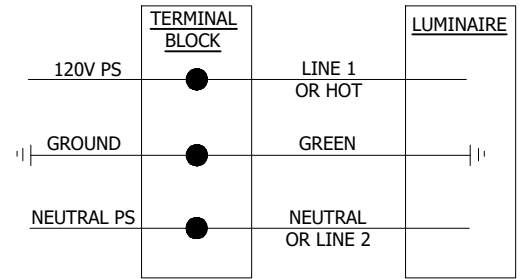 TERMINAL
BLOCK
LUMINAIRE
120V PS
LINE 1
OR HOT
GROUND
GREEN
NEUTRAL PS
NEUTRAL
OR LINE 2